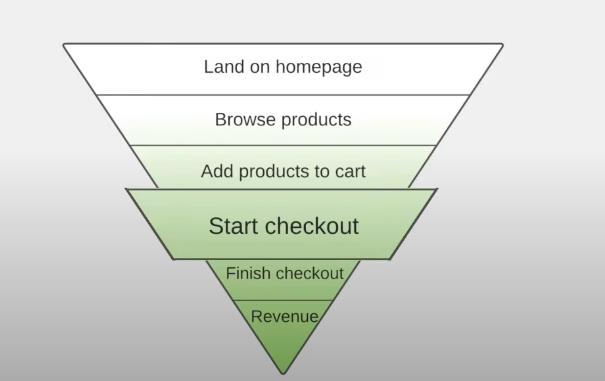 Land on homepage
Browse products
Add products to cart
Start checkout
Finish checkout
Revenue